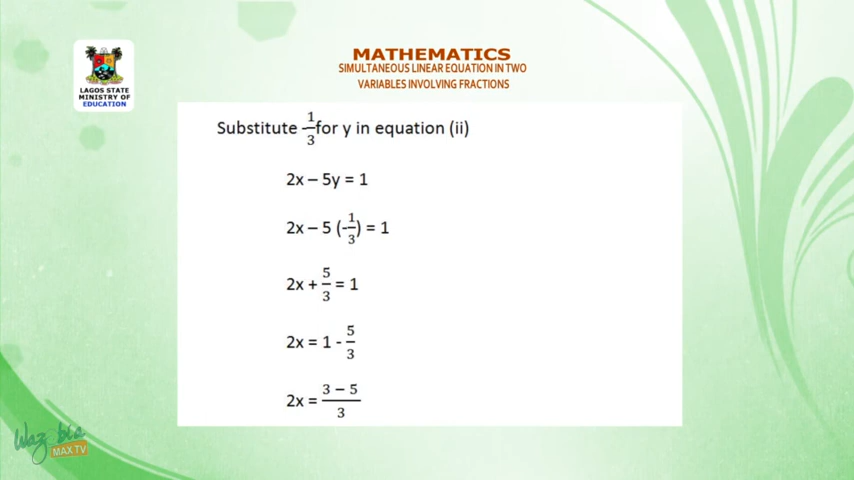 MATHEMATICS
SIMULTANEOUS LINEAR EQUATION IN TWO
VARIABLES INVOLVING FRACTIONS
LAGOS STATE
MINISTRY OF
EDUCATION
Substitute -1/3 for y in equation (ii)
2x – 5y = 1
2x – 5 (-1/3) = 1
2x + 5/3 = 1
2x = 1 - 5/3
2x = (3 – 5)/3
Waz bia
MAX TV